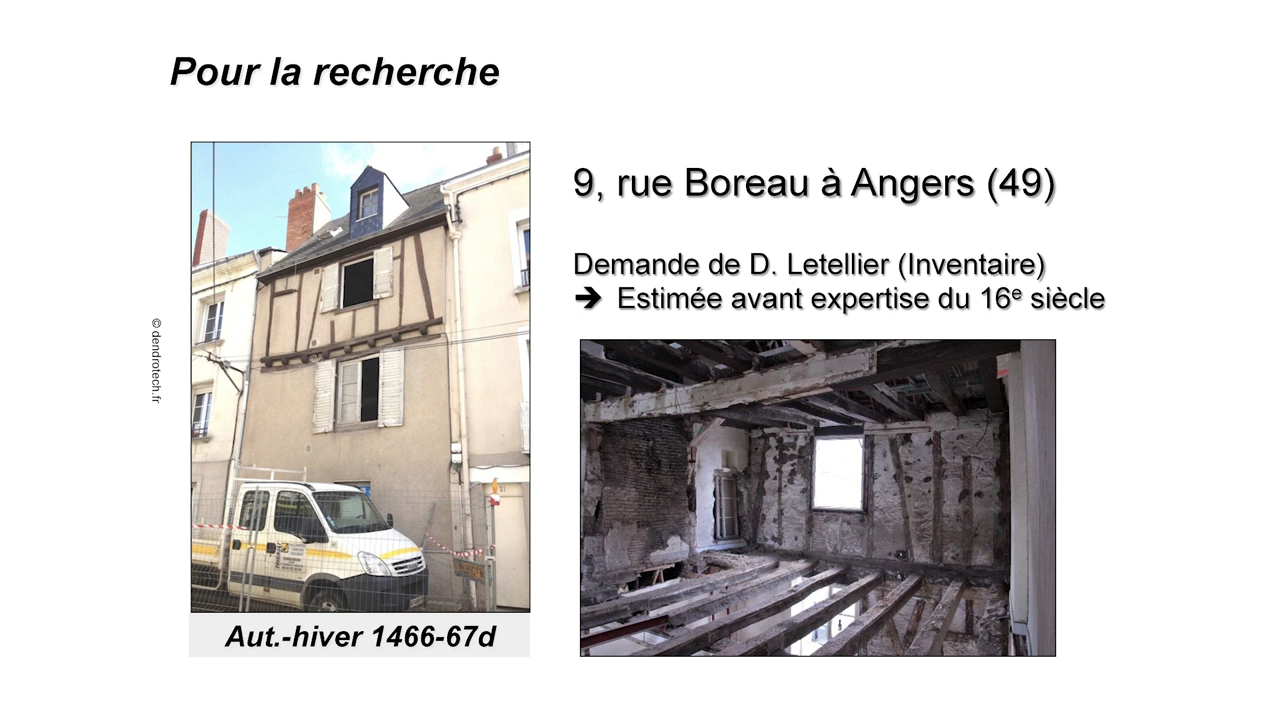 Pour la recherche
9, rue Boreau à Angers (49)
Demande de D. Letellier (Inventaire)
➔ Estimée avant expertise du 16e siècle
© dendrotech.fr
Aut.-hiver 1466-67d